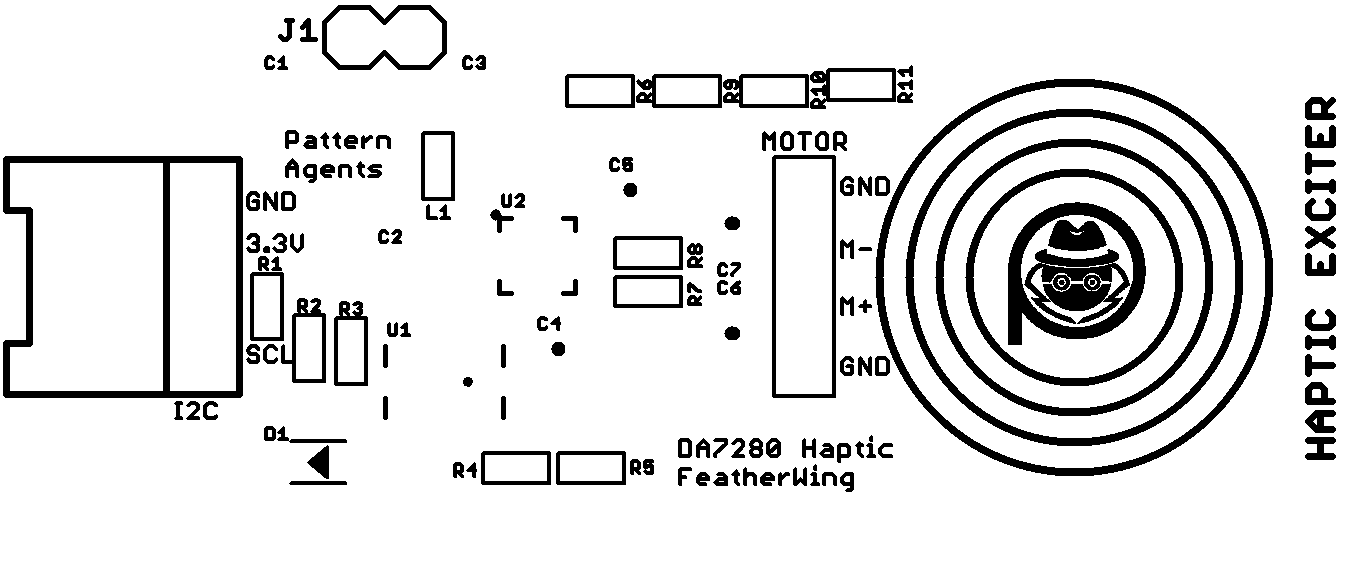 J1
C1
C3
R6
R9
R10
R11
Pattern
Agents
L1
MOTOR
C5
GND
GND
U2
3.3V
C2
M-
R1
R8
C7
C6
R7
R2
R3
M+
U1
C4
SCL
GND
I2C
D1
R4
R5
DA7280 Haptic
FeatherWing
HAPTIC EXCITER